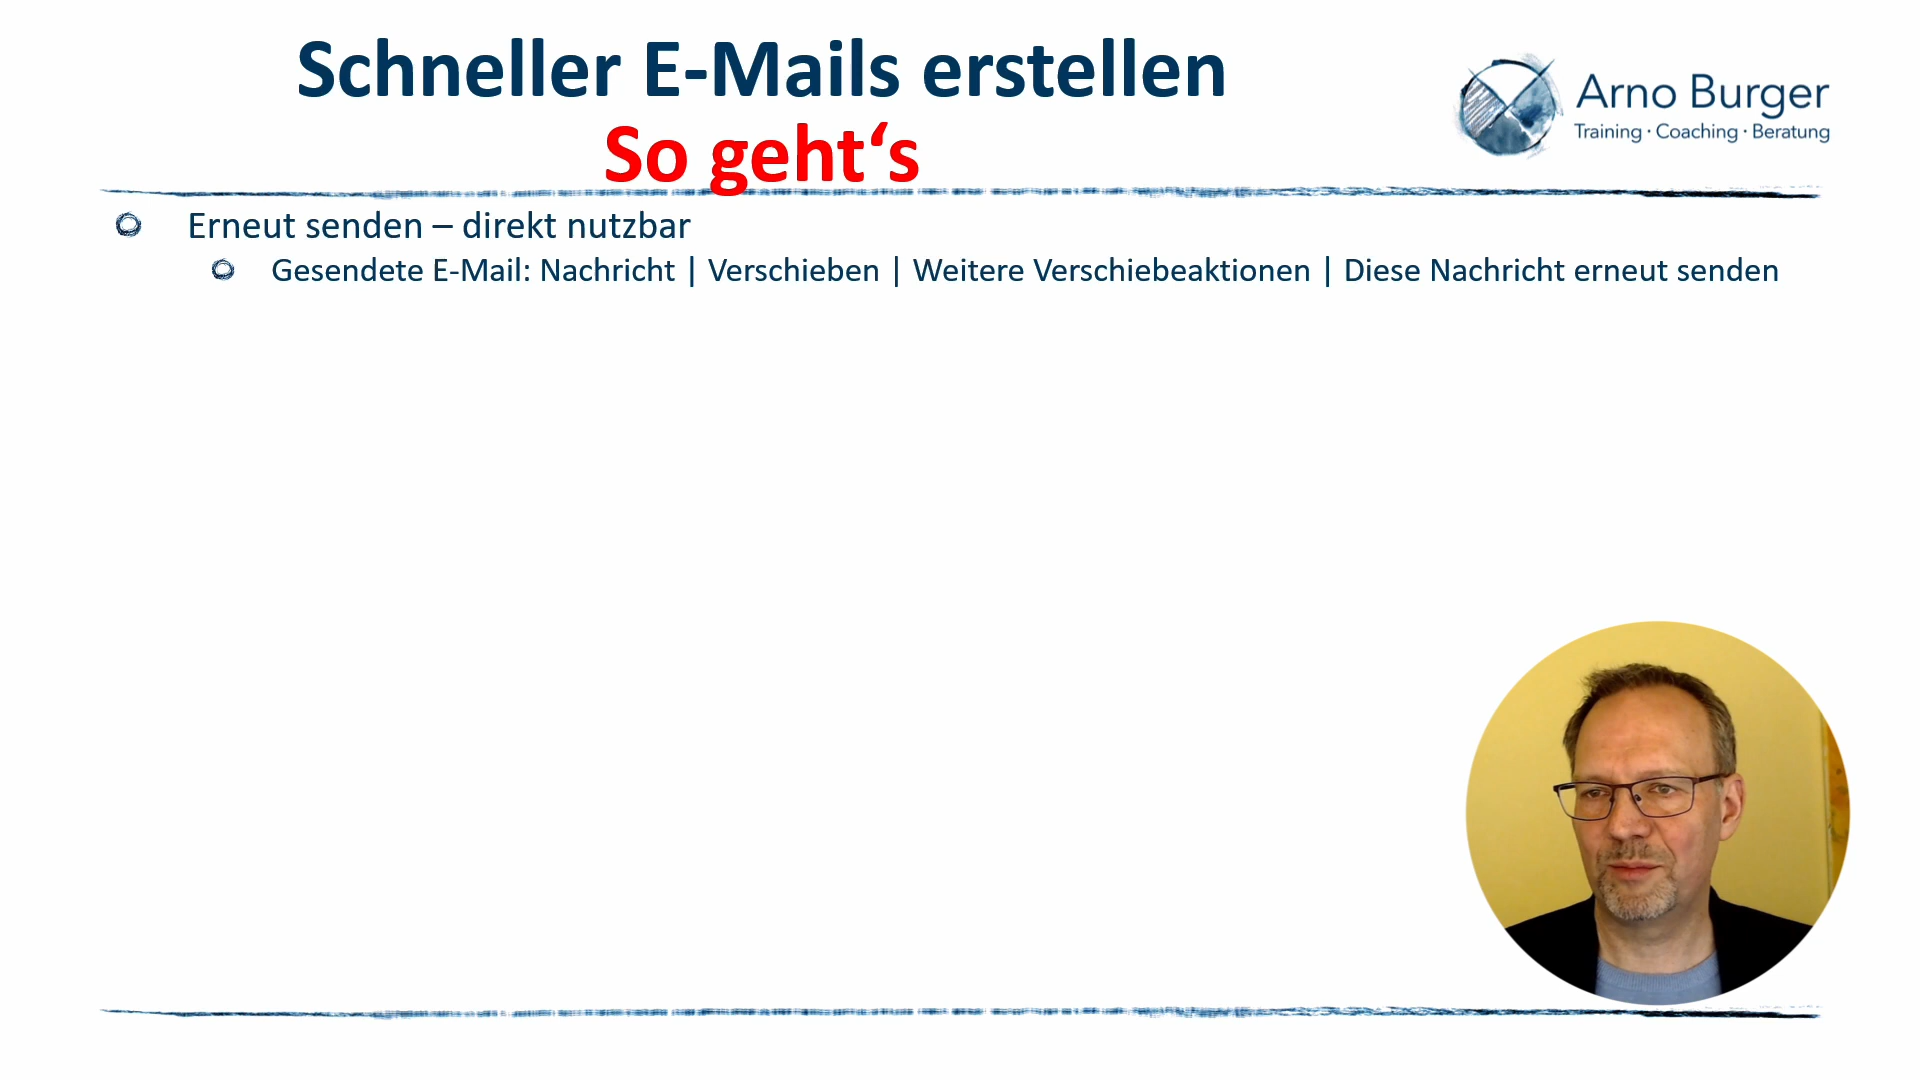 Schneller E-Mails erstellen
So geht‘s
Arno Burger
Training · Coaching · Beratung
Erneut senden – direkt nutzbar
Gesendete E-Mail: Nachricht | Verschieben | Weitere Verschiebeaktionen | Diese Nachricht erneut senden